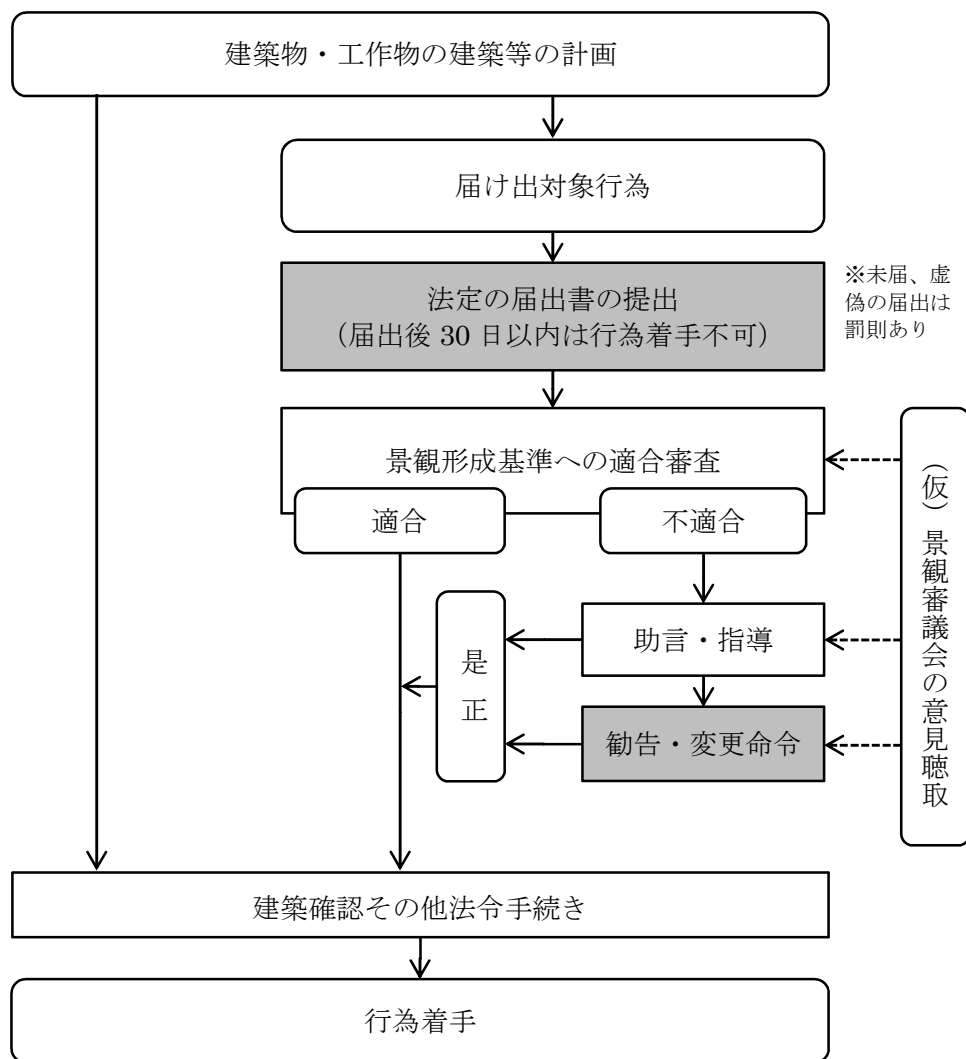 建築物・工作物の建築等の計画
届け出対象行為
法定の届出書の提出
（届出後 30 日以内は行為着手不可）
※未届、虚
偽の届出は
罰則あり
景観形成基準への適合審査
適合
不適合
（仮）景観審議会の意見聴取
助言・指導
是正
勧告・変更命令
建築確認その他法令手続き
行為着手